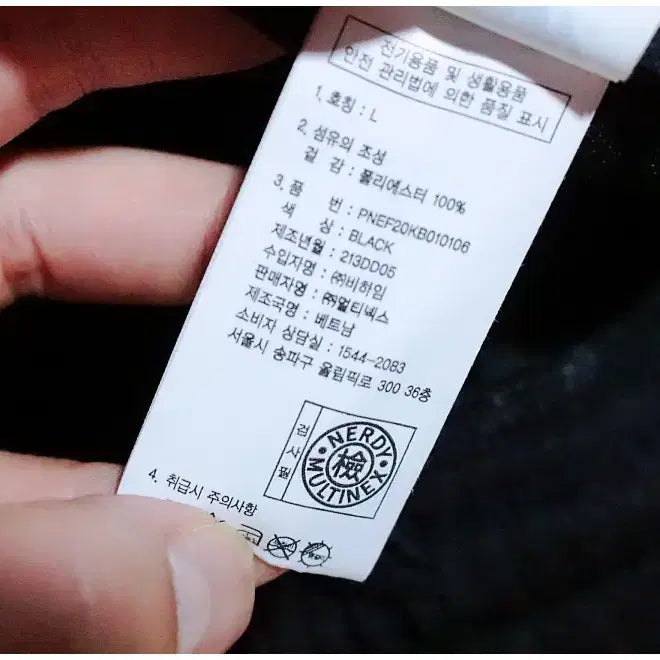 전기용품 및 생활용품
안전 관리법에 의한 품질 표시
1. 호칭 : L
2. 섬유의 조성
겉 감 : 폴리에스터 100%
3. 품 번 : PNEF20KB010106
색 상 : BLACK
제조년월 : 213DD05
수입자명 : ㈜비하임
판매자명 : ㈜멀티넥스
제조국명 : 베트남
소비자 상담실 : 1544-2083
서울시 송파구 올림픽로 300 36층
검사필
NERDY
檢
MULTINEX
4. 취급시 주의사항